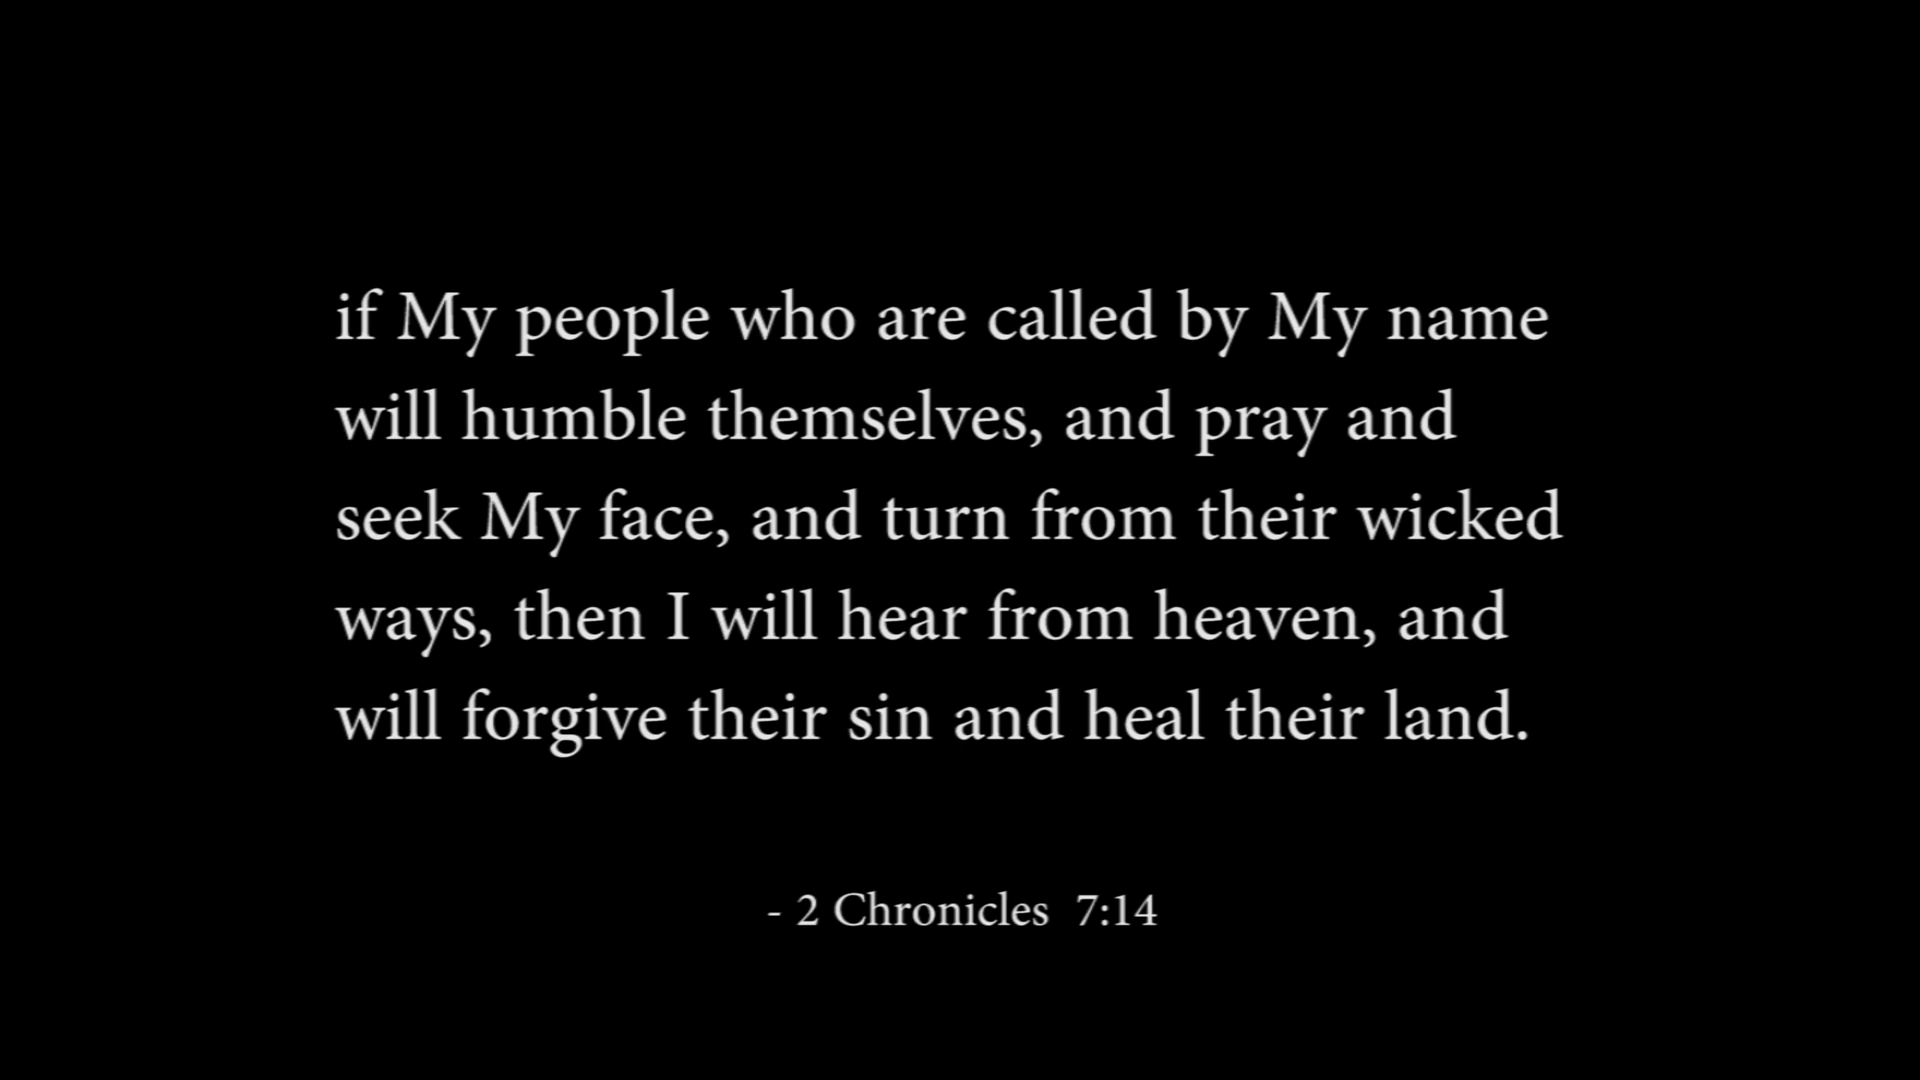 if My people who are called by My name
will humble themselves, and pray and
seek My face, and turn from their wicked
ways, then I will hear from heaven, and
will forgive their sin and heal their land.
- 2 Chronicles  7:14